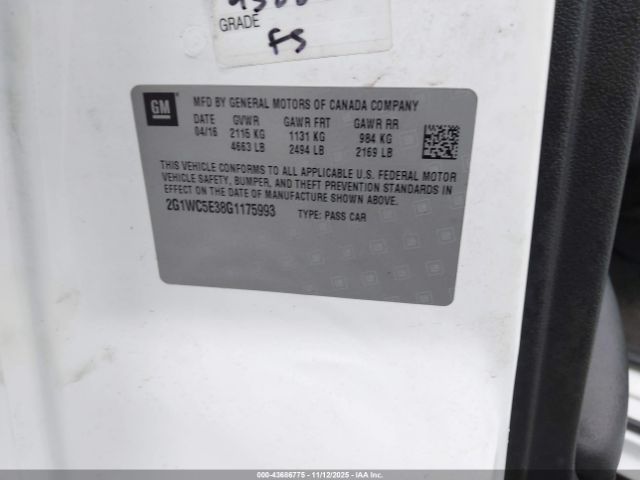 GRADE
FS
GM
MFD BY GENERAL MOTORS OF CANADA COMPANY
DATE GVWR GAWR FRT GAWR RR
04/16 2115 KG 1131 KG 984 KG
4663 LB 2494 LB 2169 LB
THIS VEHICLE CONFORMS TO ALL APPLICABLE U.S. FEDERAL MOTOR
VEHICLE SAFETY, BUMPER, AND THEFT PREVENTION STANDARDS IN
EFFECT ON THE DATE OF MANUFACTURE SHOWN ABOVE.
2G1WC5E38G1175993 TYPE: PASS CAR
000-43686775 - 11/12/2025 - IAA Inc.